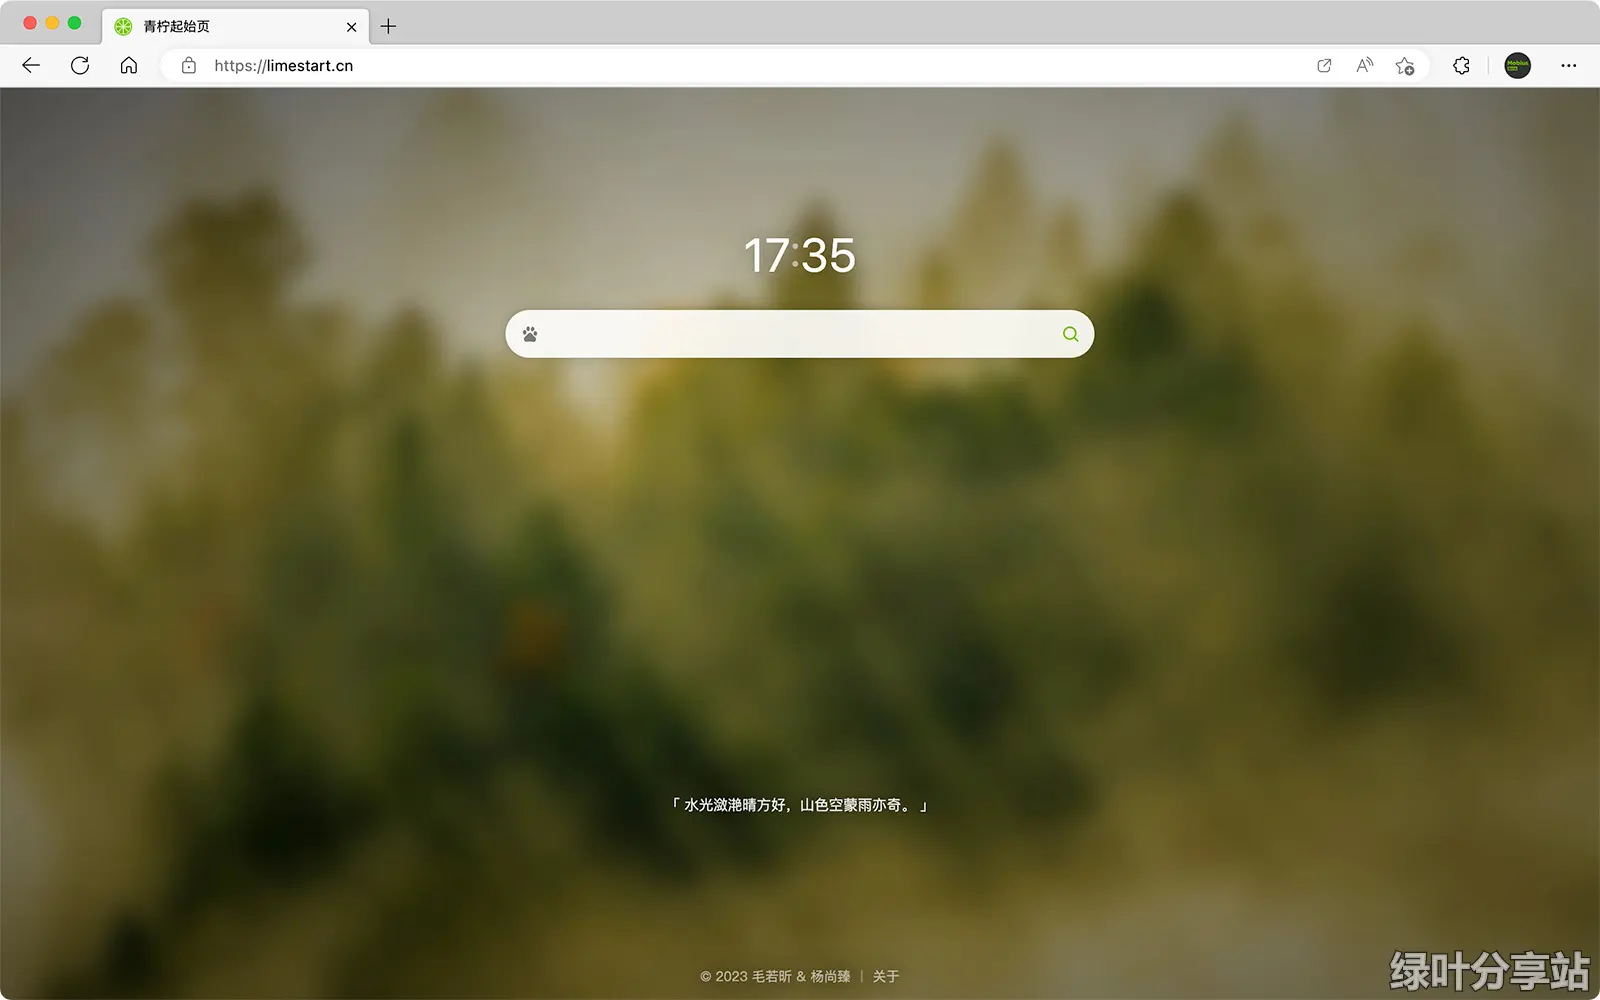 青柠起始页
https://limestart.cn
17:35
「 水光潋滟晴方好，山色空蒙雨亦奇。 」
© 2023 毛若昕 & 杨尚臻 | 关于
绿叶分享站